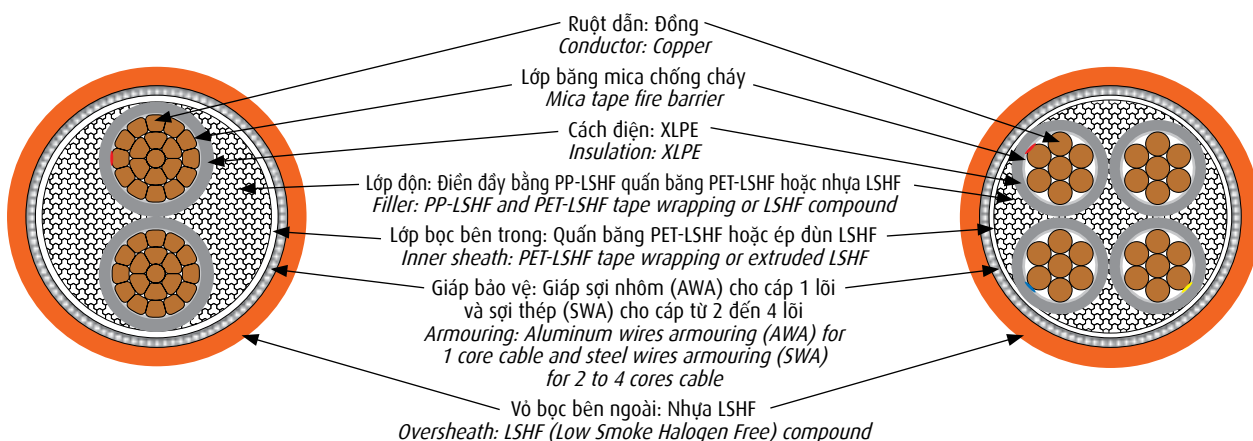 Ruột dẫn: Đồng
Conductor: Copper
Lớp băng mica chống cháy
Mica tape fire barrier
Cách điện: XLPE
Insulation: XLPE
Lớp độn: Điền đầy bằng PP-LSHF quấn băng PET-LSHF hoặc nhựa LSHF
Filler: PP-LSHF and PET-LSHF tape wrapping or LSHF compound
Lớp bọc bên trong: Quấn băng PET-LSHF hoặc ép đùn LSHF
Inner sheath: PET-LSHF tape wrapping or extruded LSHF
Giáp bảo vệ: Giáp sợi nhôm (AWA) cho cáp 1 lõi
và sợi thép (SWA) cho cáp từ 2 đến 4 lõi
Armouring: Aluminum wires armouring (AWA) for
1 core cable and steel wires armouring (SWA)
for 2 to 4 cores cable
Vỏ bọc bên ngoài: Nhựa LSHF
Oversheath: LSHF (Low Smoke Halogen Free) compound